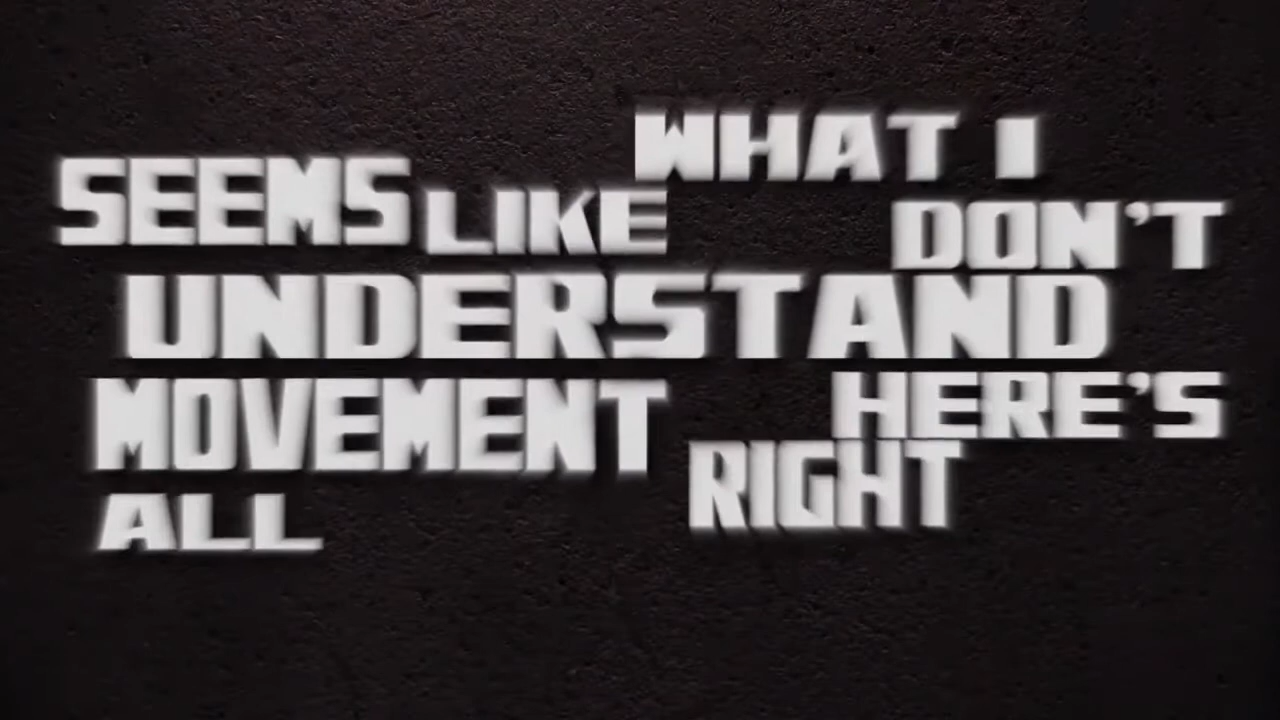 SEEMS LIKE WHAT I
DON'T
UNDERSTAND
MOVEMENT HERE'S
ALL RIGHT